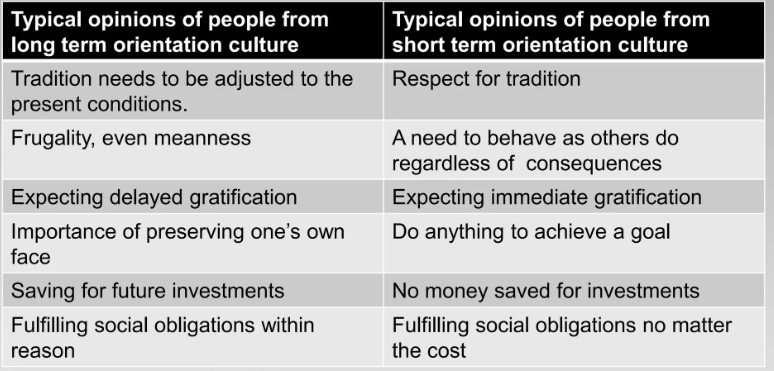 Typical opinions of people from
long term orientation culture
Typical opinions of people from
short term orientation culture
Tradition needs to be adjusted to the
present conditions.
Respect for tradition
Frugality, even meanness
A need to behave as others do
regardless of consequences
Expecting delayed gratification
Expecting immediate gratification
Importance of preserving one's own
face
Do anything to achieve a goal
Saving for future investments
No money saved for investments
Fulfilling social obligations within
reason
Fulfilling social obligations no matter
the cost